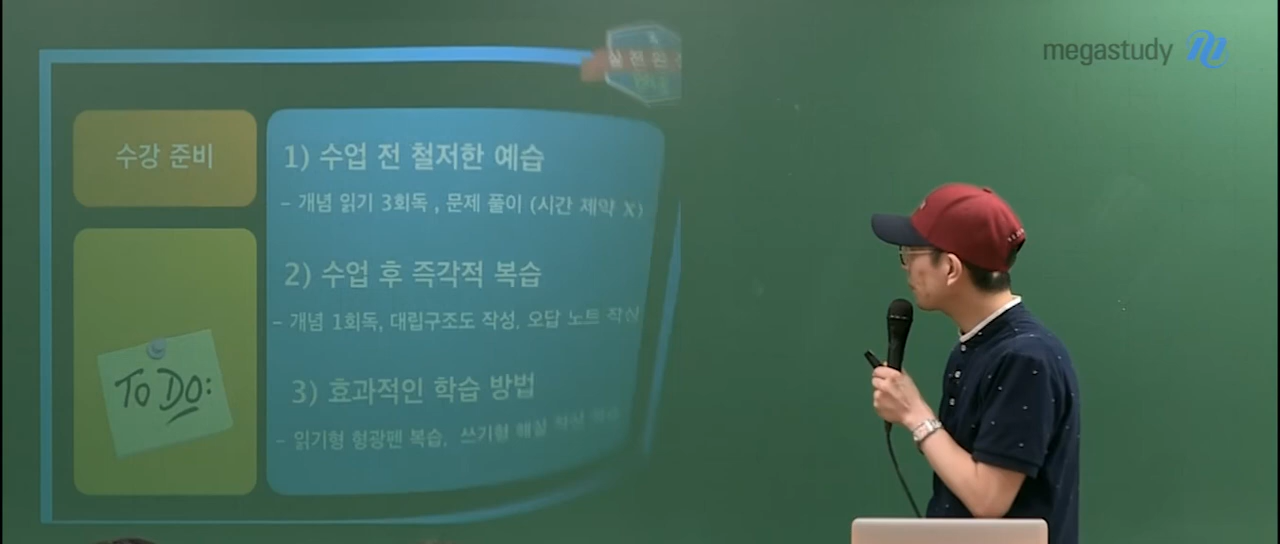 megastudy
수강 준비
1) 수업 전 철저한 예습
- 개념 읽기 3회독 , 문제 풀이 (시간 제약 X)
2) 수업 후 즉각적 복습
- 개념 1회독, 대립구조도 작성, 오답 노트 작성
3) 효과적인 학습 방법
- 읽기형 형광펜 복습, 쓰기형 해설
TO DO: